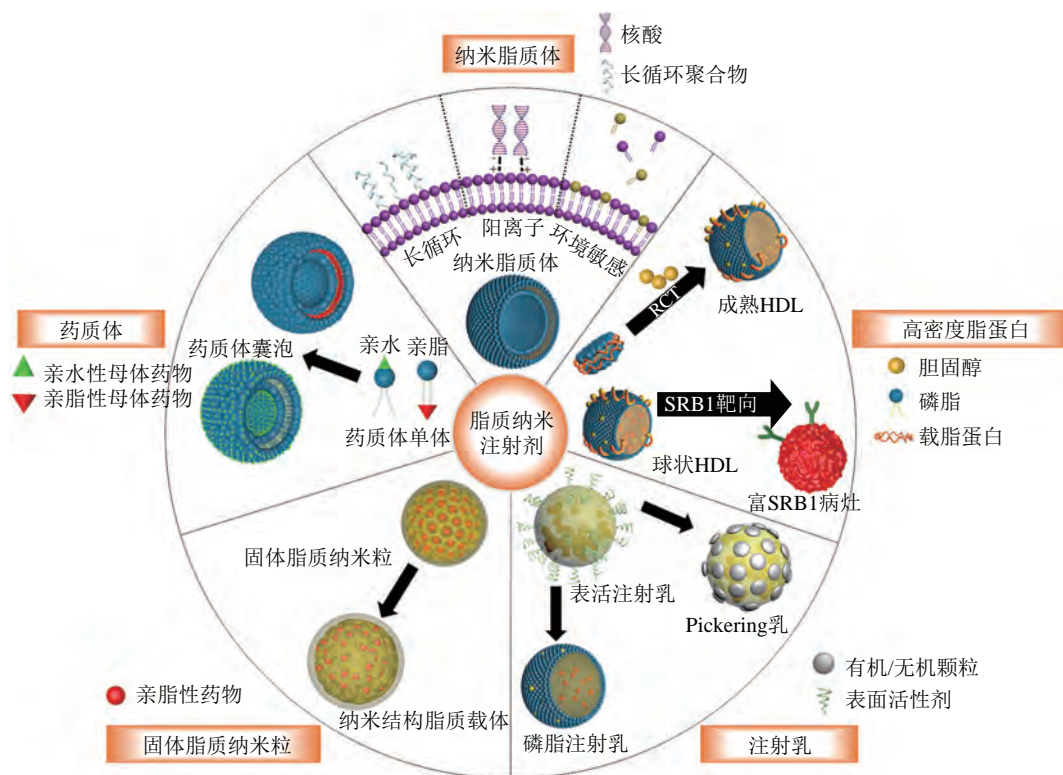 纳米脂质体
核酸
长循环聚合物
长循环
阳离子
环境敏感
纳米脂质体
RCT
成熟HDL
高密度脂蛋白
胆固醇
磷脂
载脂蛋白
SRB1靶向
球状HDL
富SRB1病灶
药质体
亲水性母体药物
亲脂性母体药物
药质体囊泡
亲水 亲脂
药质体单体
脂质纳米
注射剂
固体脂质纳米粒
纳米结构脂质载体
亲脂性药物
固体脂质纳米粒
表活注射乳
Pickering乳
磷脂注射乳
有机/无机颗粒
表面活性剂
注射乳